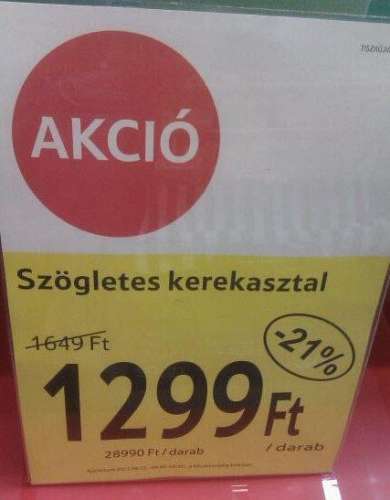 AKCIÓ
Szögletes kerekasztal
1649 Ft
-21%
1299 Ft
/ darab
28990 Ft / darab